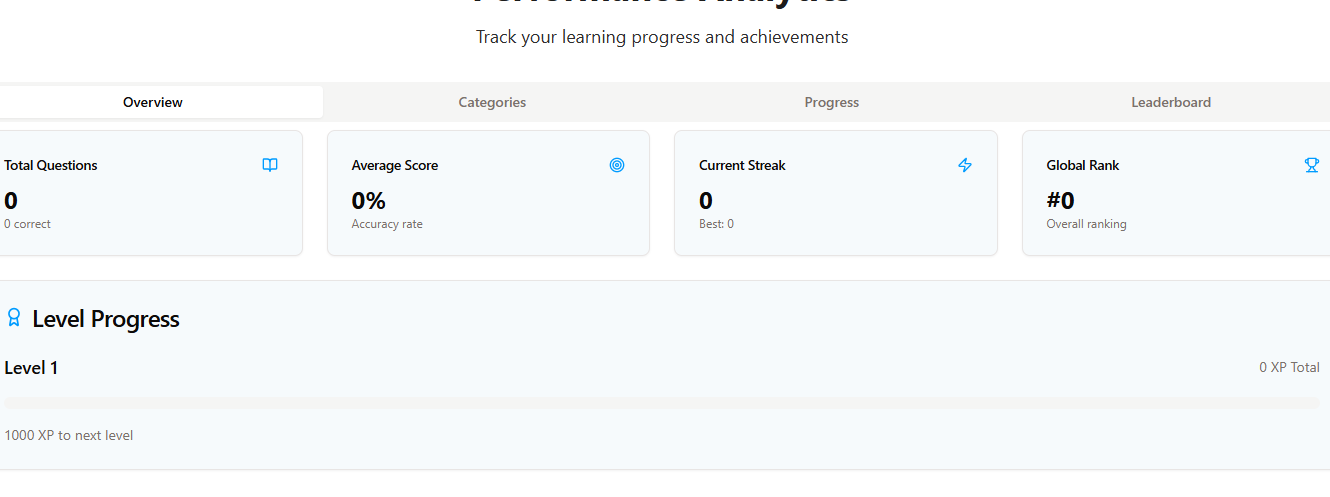 Performance Analytics
Track your learning progress and achievements
Overview Categories Progress Leaderboard
Total Questions Average Score Current Streak Global Rank
0 0% 0 #0
0 correct Accuracy rate Best: 0 Overall ranking
Level Progress
Level 1 0 XP Total
1000 XP to next level